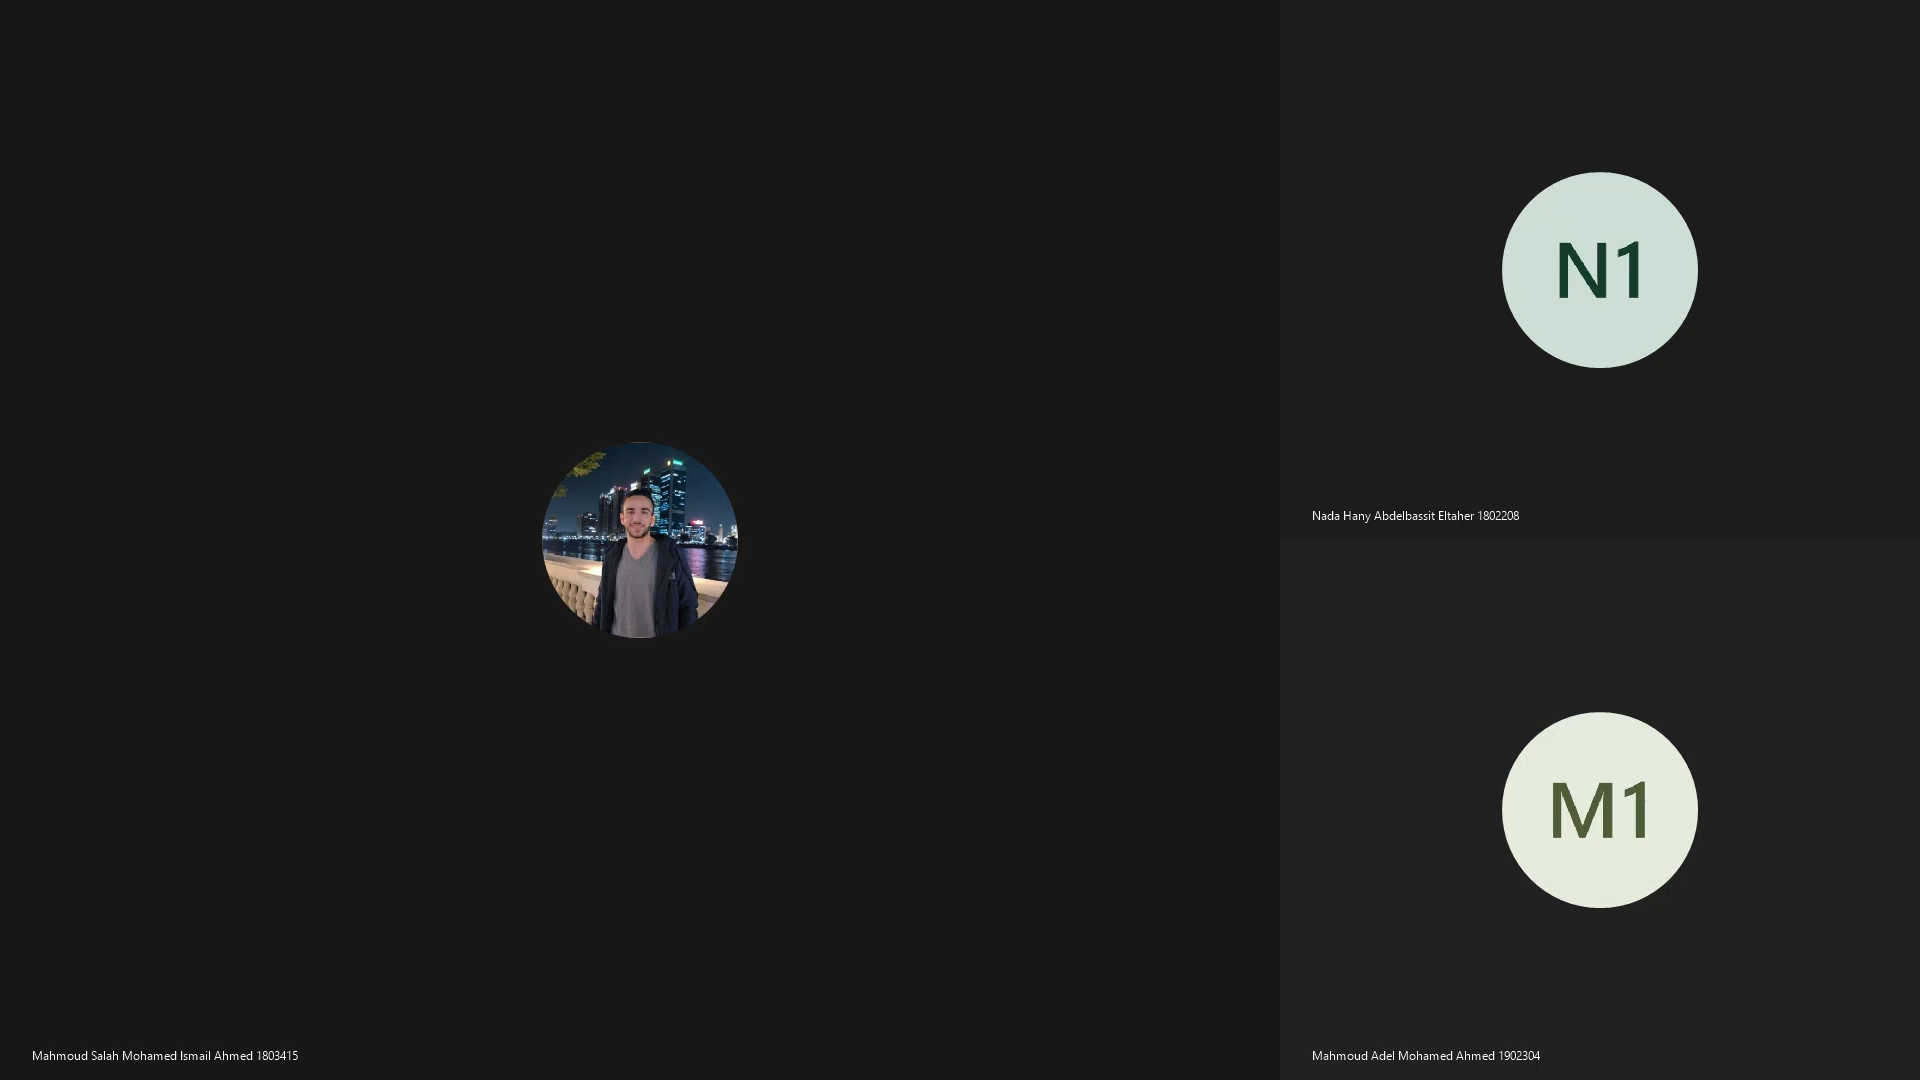 N1
Nada Hany Abdelbassit Eltaher 1802208
M1
Mahmoud Salah Mohamed Ismail Ahmed 1803415
Mahmoud Adel Mohamed Ahmed 1902304